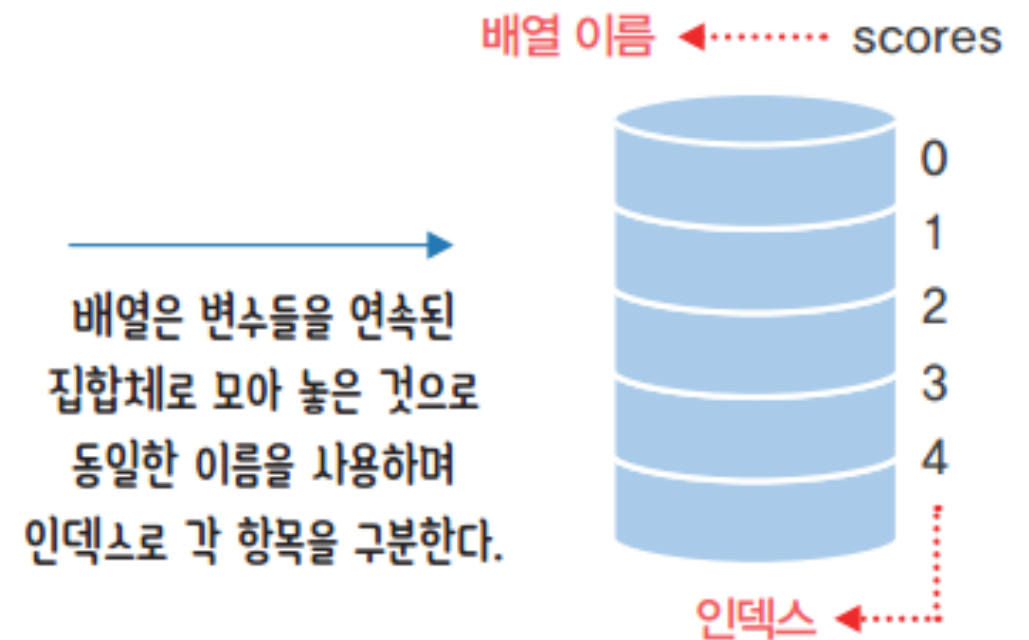 배열 이름 scores
0
1
2
3
4
배열은 변수들을 연속된
집합체로 모아 놓은 것으로
동일한 이름을 사용하며
인덱스로 각 항목을 구분한다.
인덱스